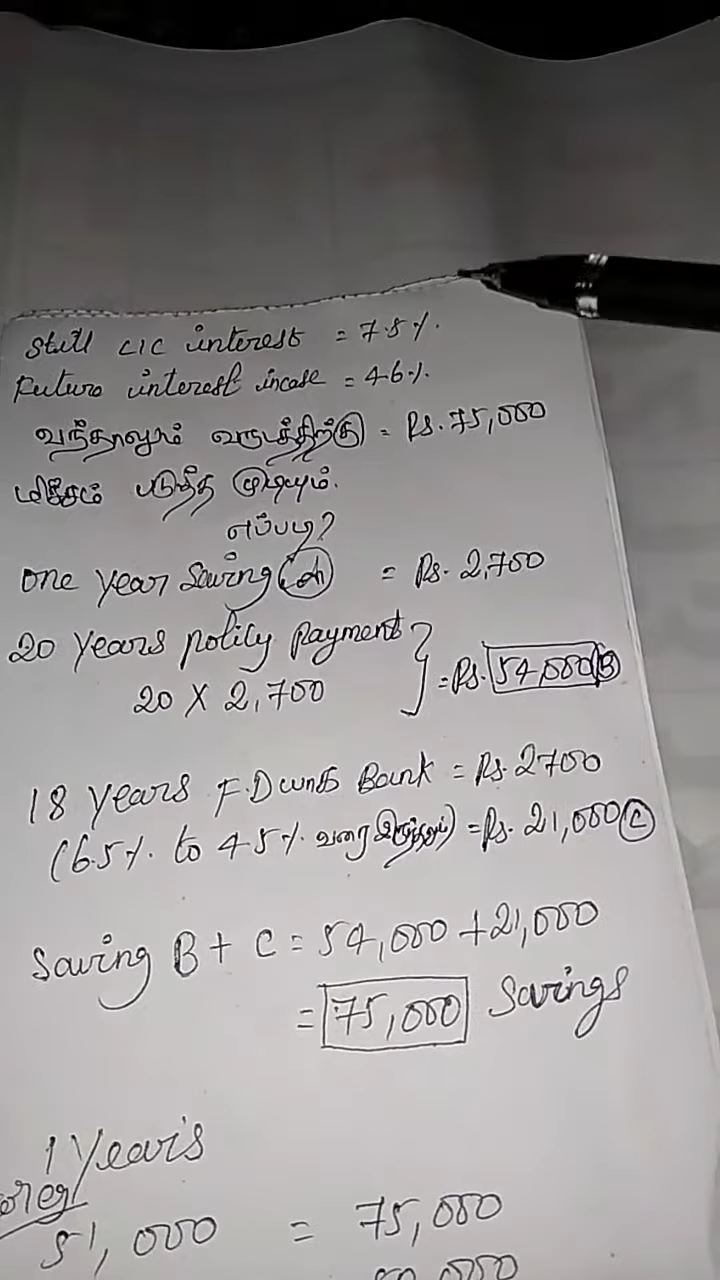 still LIC interest = 7.5%.
Future interest incase = 4.6%.
வந்தாலும் வருடத்திற்கு = Rs. 75,000
மிச்சம் படுத்த முடியும்.
எப்படி?
One Year Saving = Rs. 2,700
20 Years policy payment
20 X 2,700 } = Rs. 54,000 B
18 Years F.D யாக Bank = Rs. 2700
(6.5%. to 4.5%. வரை இருந்தால்) = Rs. 21,000 C
Saving B + C = 54,000 + 21,000
= 75,000 Savings
1 Year's
51,000 = 75,000